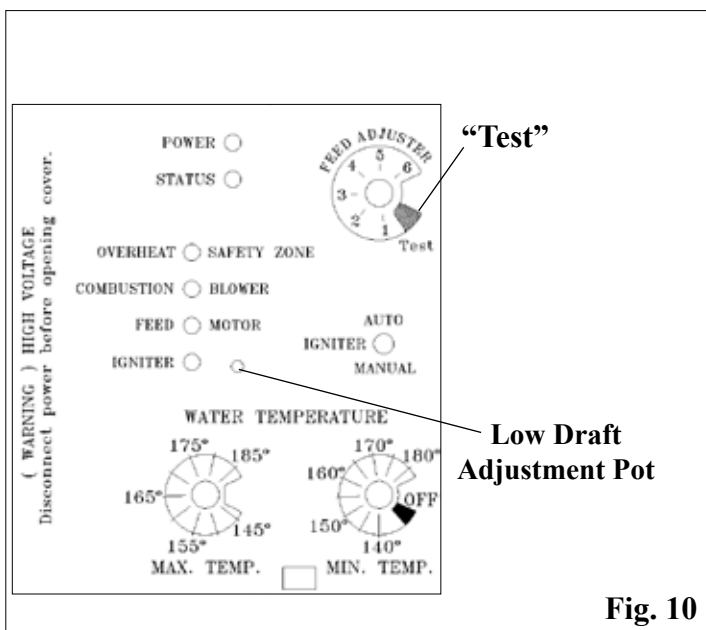 ( WARNING ) HIGH VOLTAGE
Disconnect power before opening cover.
POWER
STATUS
FEED ADJUSTER
1 2 3 4 5 6
Test
“Test”
OVERHEAT SAFETY ZONE
COMBUSTION BLOWER
FEED MOTOR
IGNITER
AUTO
IGNITER
MANUAL
Low Draft
Adjustment Pot
WATER TEMPERATURE
175° 185°
165°
155° 145°
MAX. TEMP.
170° 180°
160° OFF
150°
140°
MIN. TEMP.
Fig. 10